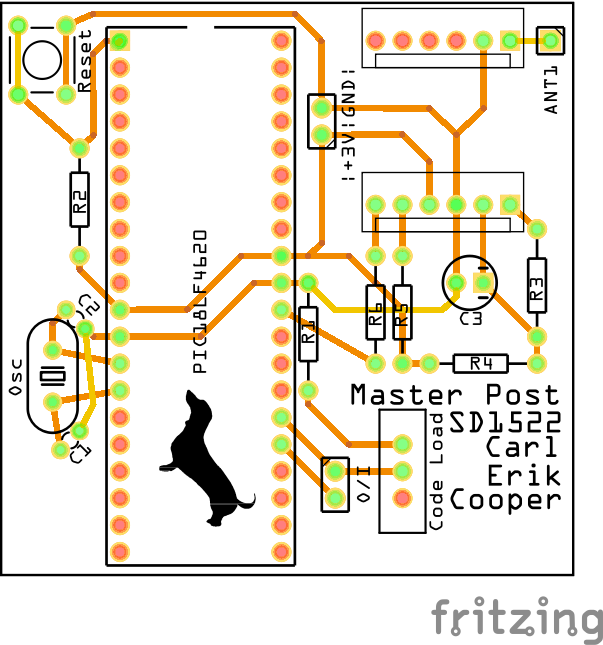 Reset
ANT1
|+3V|GND|
R2
PIC18LF4620
C2
R3
R6
R5
C3
R1
Osc
R4
C1
Master Post
SD1522
Carl
Erik
Cooper
Code Load
O/I
fritzing